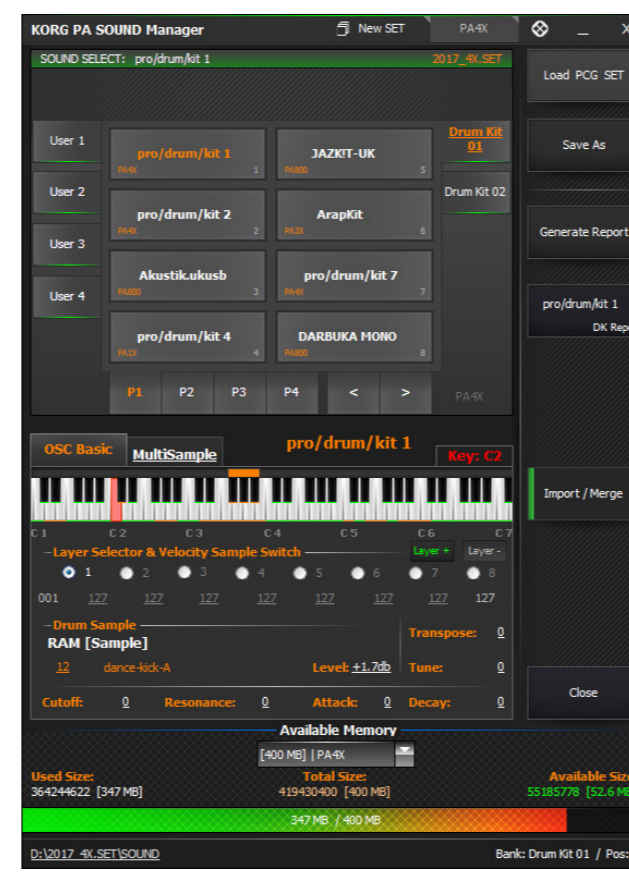 KORG PA SOUND Manager New SET PA4X _ X
SOUND SELECT: pro/drum/kit 1 2017_4X.SET
Load PCG SET
User 1
User 2
User 3
User 4
pro/drum/kit 1
PA4X 1
JAZK!T-UK
PA800 5
pro/drum/kit 2
PA4X 2
ArapKit
PA3X 6
Akustik.ukusb
PA800 3
pro/drum/kit 7
PA4X 7
pro/drum/kit 4
PA1X 4
DARBUKA MONO
PA800 8
Drum Kit
01
Drum Kit 02
P1 P2 P3 P4 < > PA4X
Save As
Generate Report
pro/drum/kit 1
DK Repo
Import / Merge
Close
OSC Basic MultiSample pro/drum/kit 1 Key: C2
C1 C2 C3 C4 C5 C6 C7
Layer Selector & Velocity Sample Switch Layer + Layer -
1 2 3 4 5 6 7 8
001 127 127 127 127 127 127 127 127
Drum Sample
RAM [Sample]
12 dance-kick-A Level: +1.7db
Transpose: 0
Tune: 0
Cutoff: 0 Resonance: 0 Attack: 0 Decay: 0
Available Memory
[400 MB] | PA4X
Used Size: Total Size: Available Size
364244622 [347 MB] 419430400 [400 MB] 55185778 [52.6 MB
347 MB / 400 MB
D:\2017_4X.SET\SOUND Bank: Drum Kit 01 / Pos: